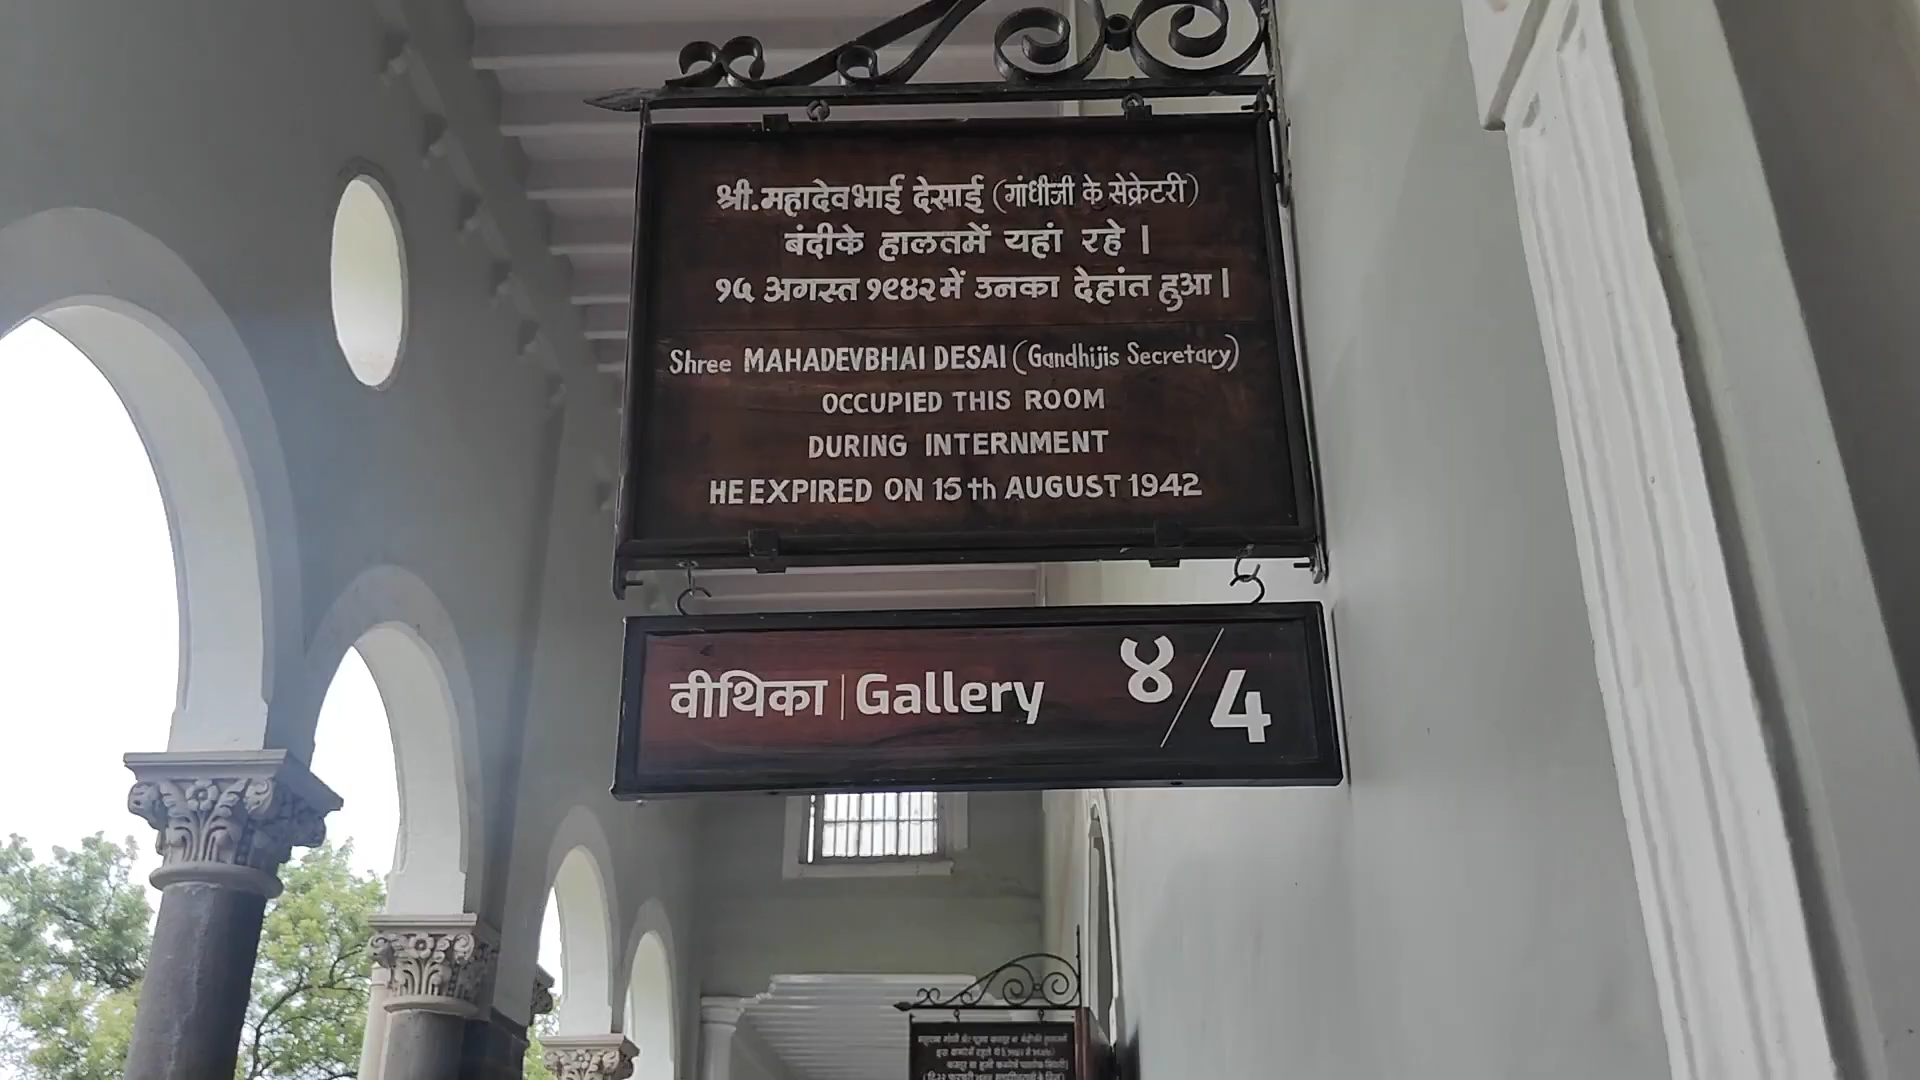 श्री.महादेवभाई देसाई (गांधीजी के सेक्रेटरी)
बंदीके हालतमें यहां रहे |
१५ अगस्त १९४२में उनका देहांत हुआ |
Shree MAHADEVBHAI DESAI (Gandhijis Secretary)
OCCUPIED THIS ROOM
DURING INTERNMENT
HE EXPIRED ON 15th AUGUST 1942
वीथिका | Gallery ४/4